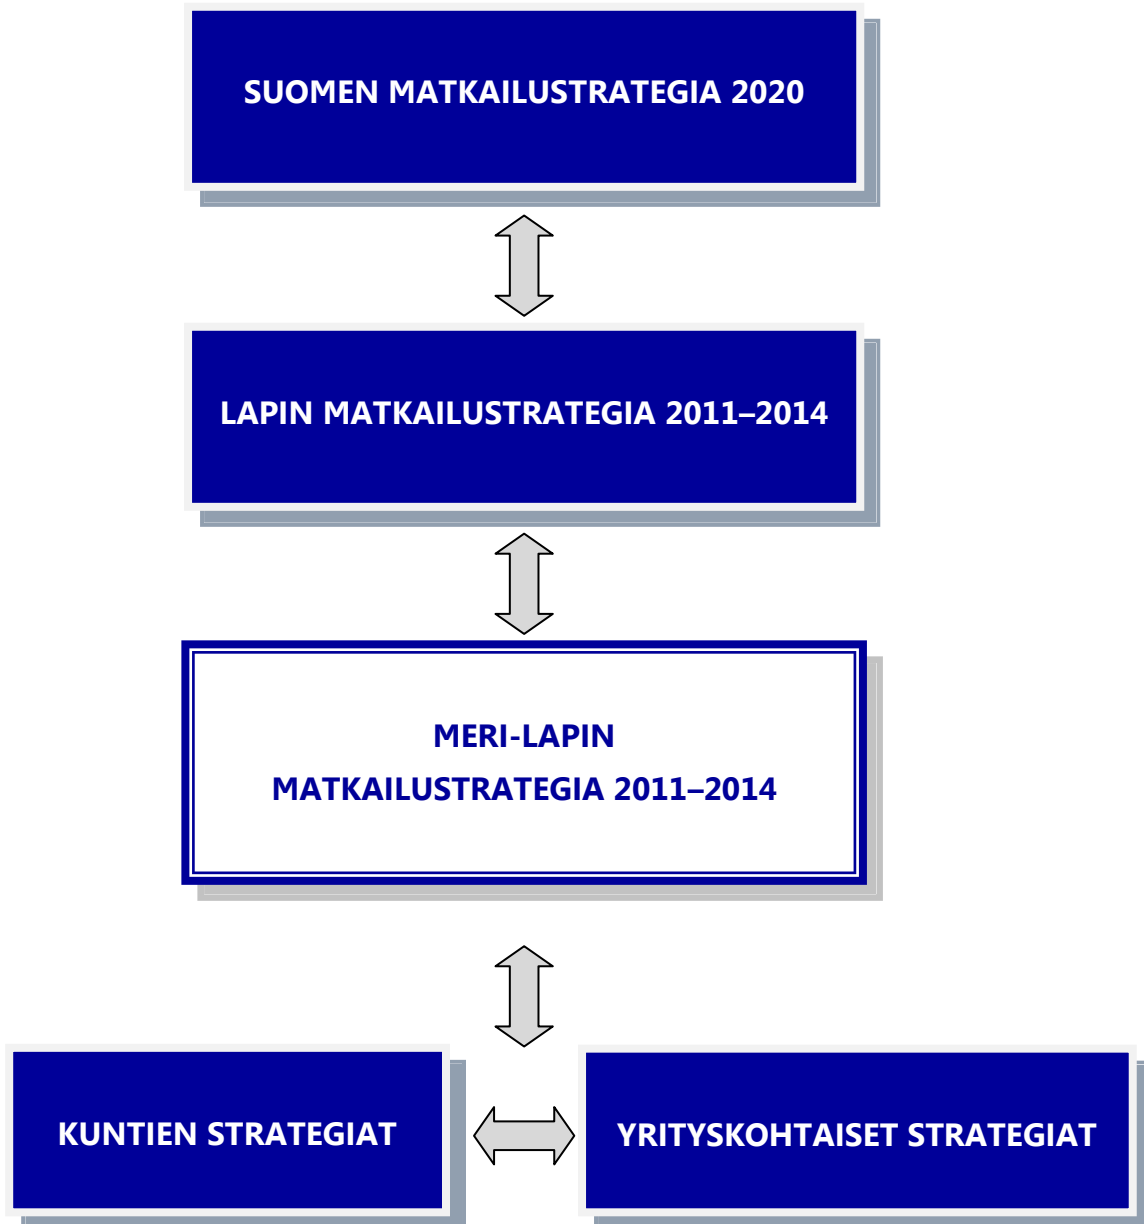 SUOMEN MATKAILUSTRATEGIA 2020
LAPIN MATKAILUSTRATEGIA 2011–2014
MERI-LAPIN
MATKAILUSTRATEGIA 2011–2014
KUNTIEN STRATEGIAT
YRITYSKOHTAISET STRATEGIAT